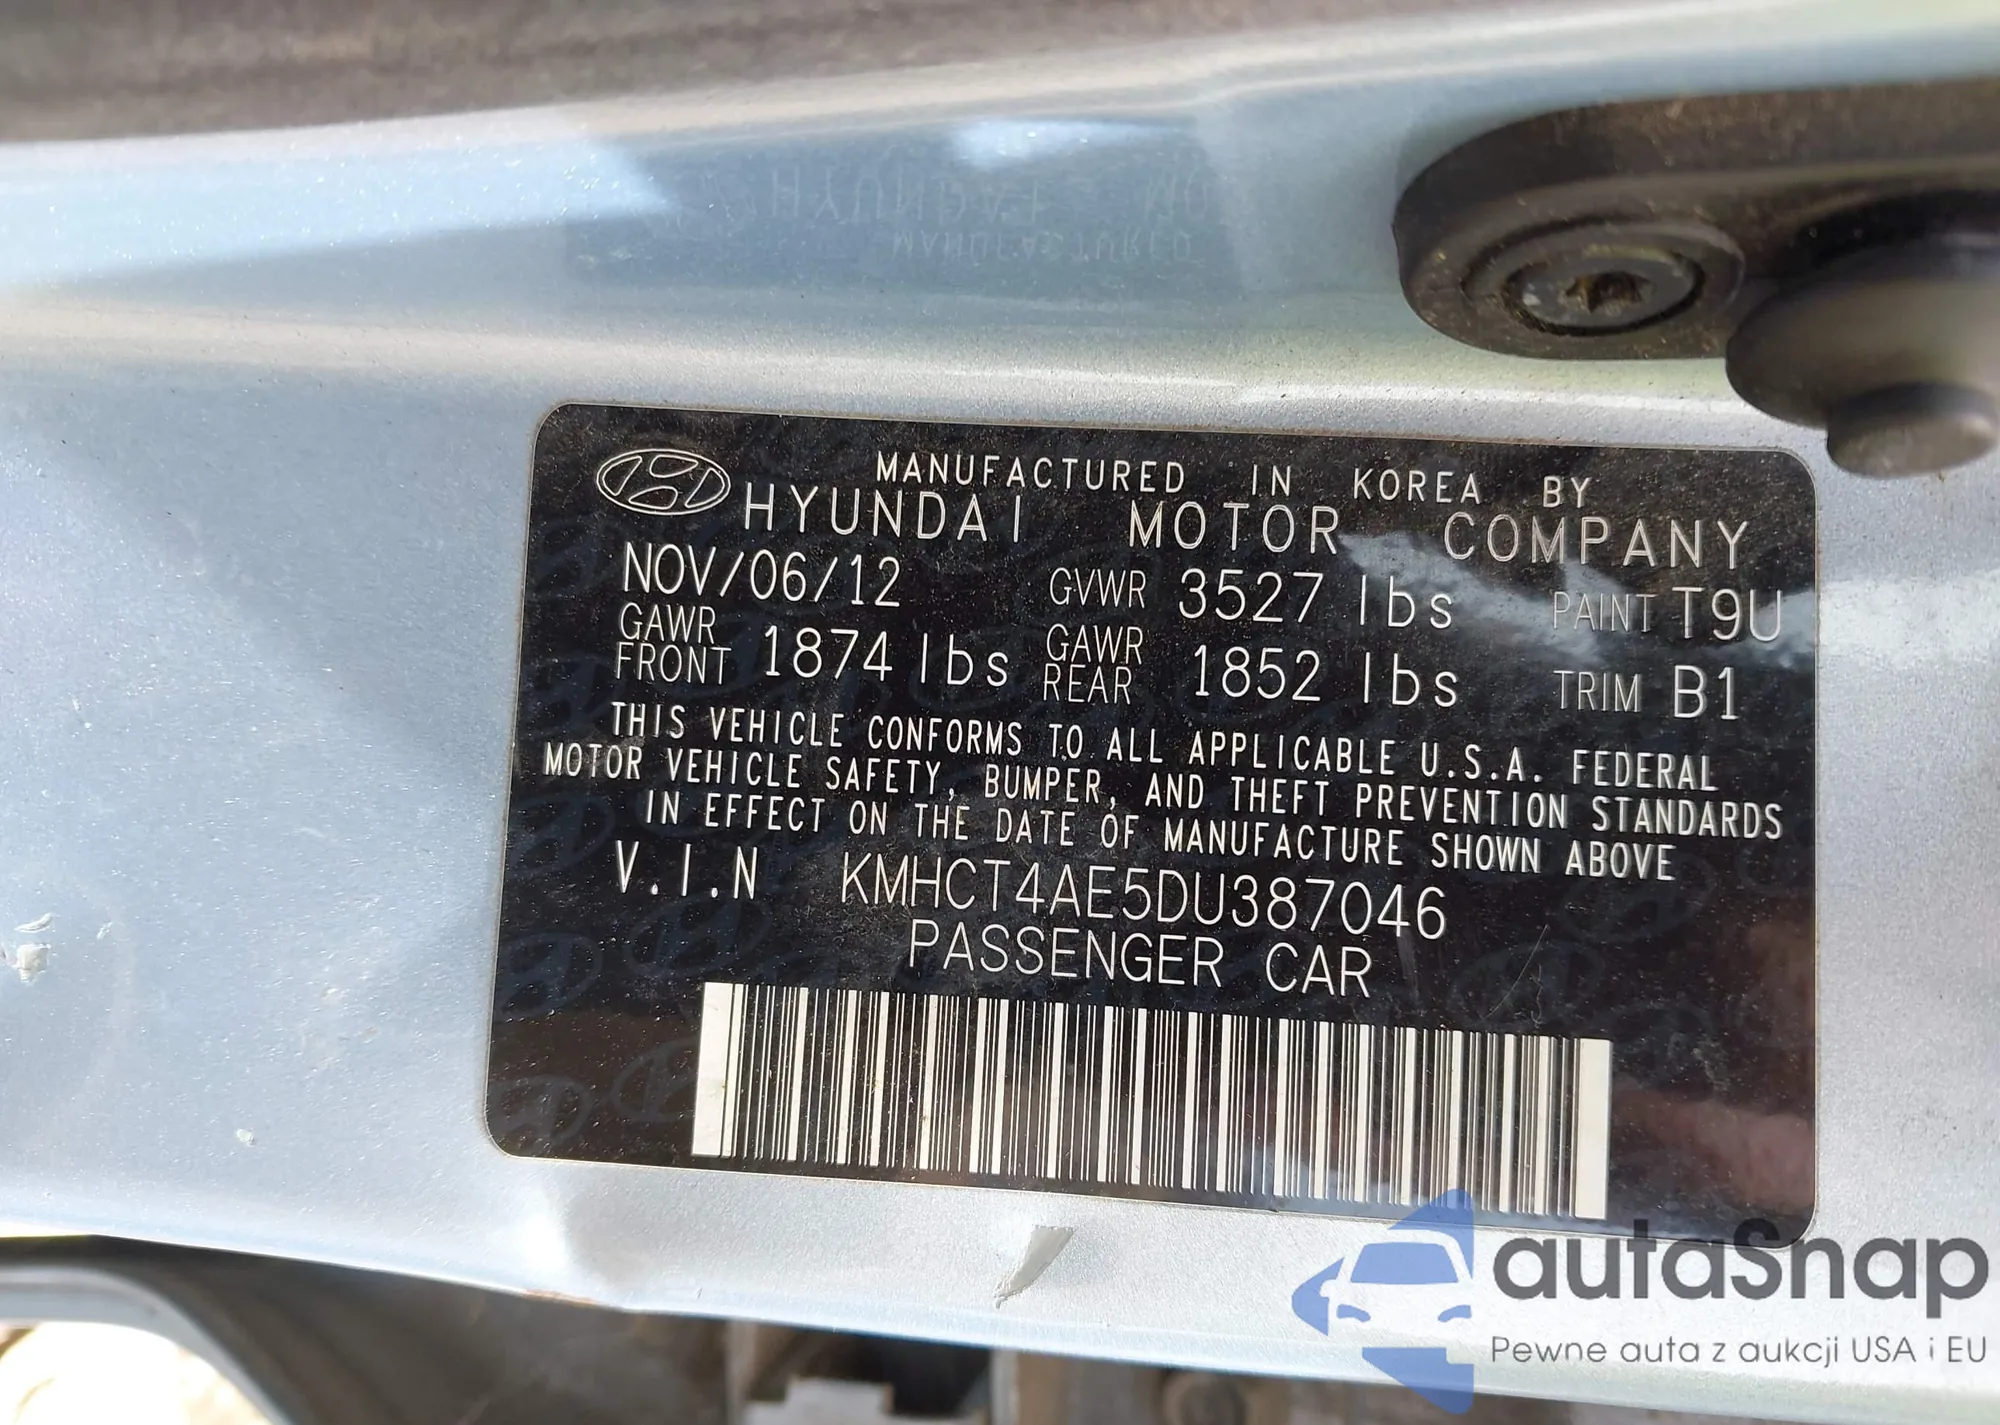 MANUFACTURED IN KOREA BY
HYUNDAI MOTOR COMPANY
NOV/06/12 GVWR 3527 lbs PAINT T9U
GAWR FRONT 1874 lbs GAWR REAR 1852 lbs TRIM B1
THIS VEHICLE CONFORMS TO ALL APPLICABLE U.S.A. FEDERAL
MOTOR VEHICLE SAFETY, BUMPER, AND THEFT PREVENTION STANDARDS
IN EFFECT ON THE DATE OF MANUFACTURE SHOWN ABOVE
V.I.N KMHCT4AE5DU387046
PASSENGER CAR
autaSnap
Pewne auta z aukcji USA i EU